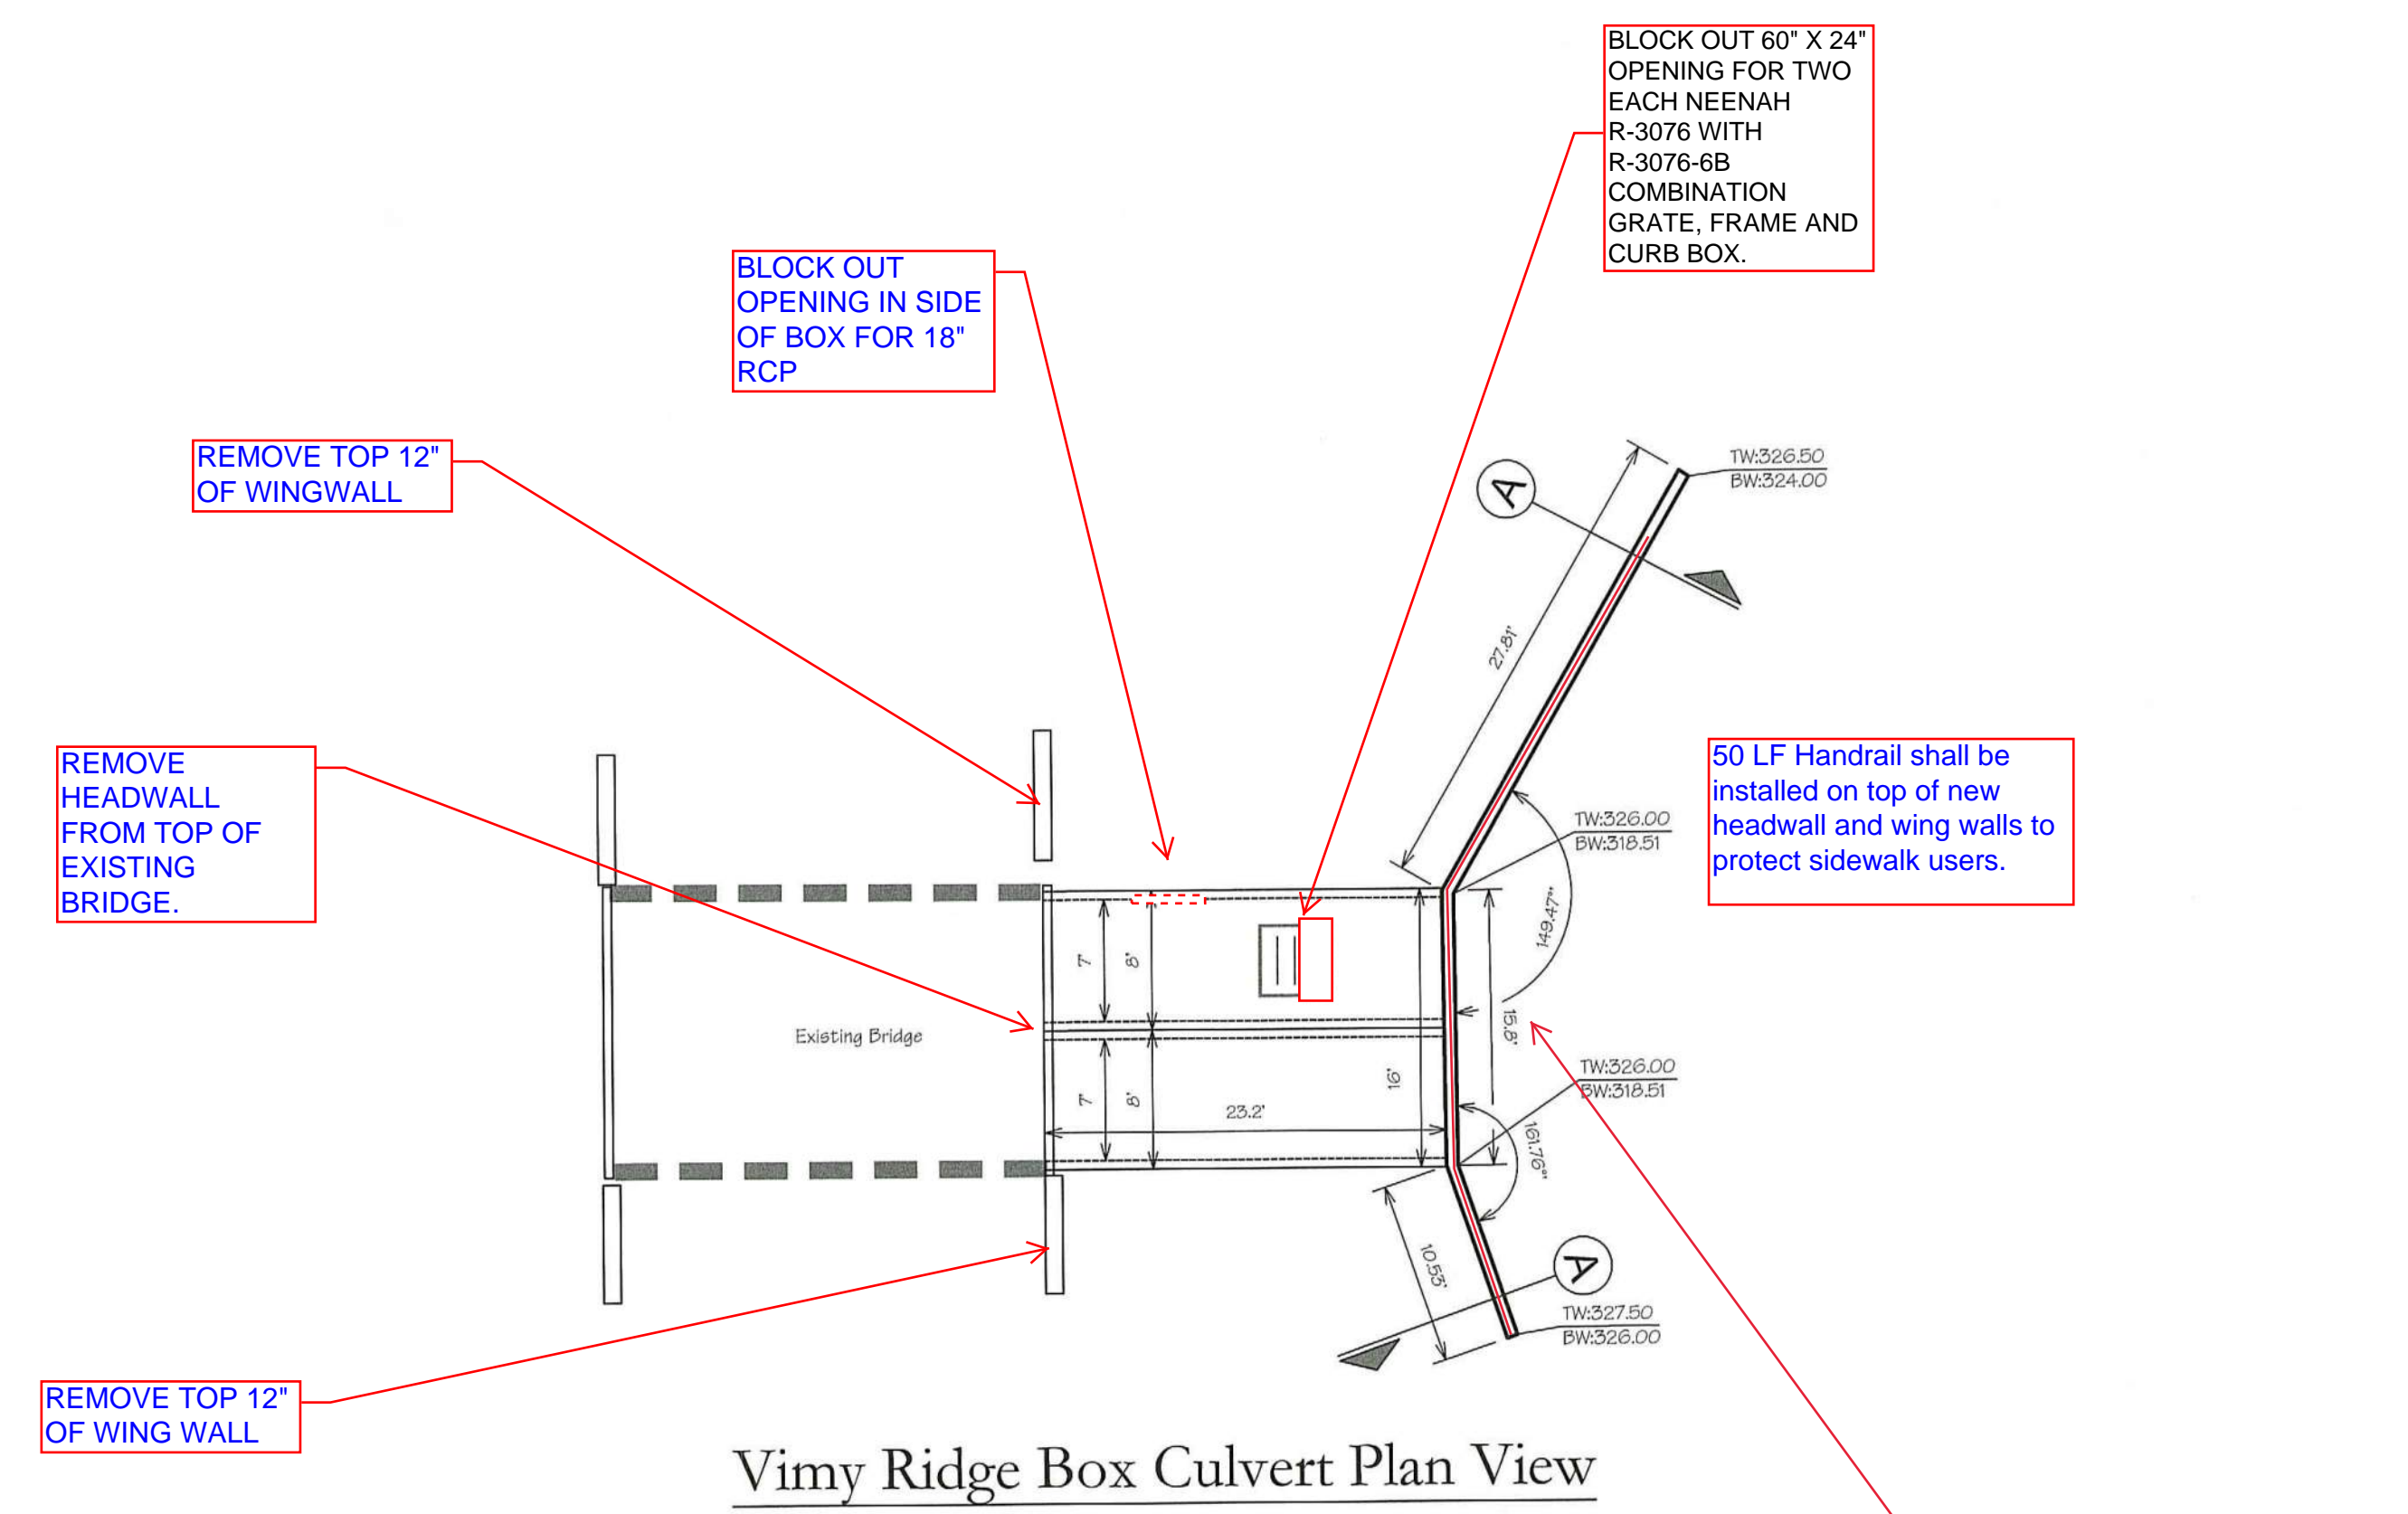 BLOCK OUT 60" X 24"
OPENING FOR TWO
EACH NEENAH
R-3076 WITH
R-3076-6B
COMBINATION
GRATE, FRAME AND
CURB BOX.
BLOCK OUT
OPENING IN SIDE
OF BOX FOR 18"
RCP
REMOVE TOP 12"
OF WINGWALL
TW:326.50
BW:324.00
A
27.81'
REMOVE
HEADWALL
FROM TOP OF
EXISTING
BRIDGE.
50 LF Handrail shall be
installed on top of new
headwall and wing walls to
protect sidewalk users.
TW:326.00
BW:318.51
149.47°
7'
8'
15.8'
Existing Bridge
16'
TW:326.00
BW:318.51
7'
8'
23.2'
161.76°
10.53'
A
TW:327.50
BW:326.00
REMOVE TOP 12"
OF WING WALL
Vimy Ridge Box Culvert Plan View